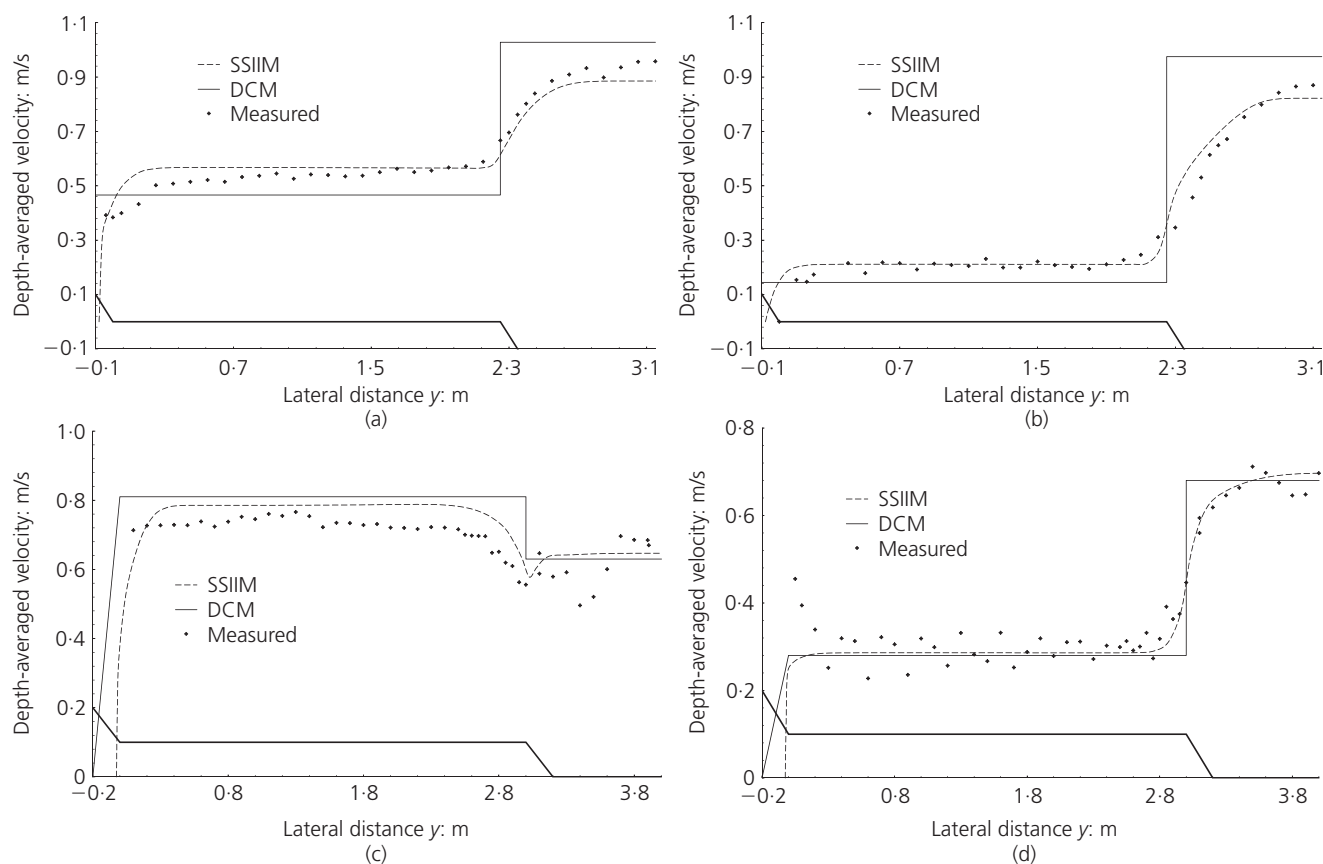 Depth-averaged velocity: m/s
1·1
0·9
0·7
0·5
0·3
0·1
−0·1
SSIIM
DCM
Measured
−0·1 0·7 1·5 2·3 3·1
Lateral distance y: m
(a)
Depth-averaged velocity: m/s
1·1
0·9
0·7
0·5
0·3
0·1
−0·1
SSIIM
DCM
Measured
−0·1 0·7 1·5 2·3 3·1
Lateral distance y: m
(b)
Depth-averaged velocity: m/s
1·0
0·8
0·6
0·4
0·2
0
SSIIM
DCM
Measured
−0·2 0·8 1·8 2·8 3·8
Lateral distance y: m
(c)
Depth-averaged velocity: m/s
0·8
0·6
0·4
0·2
0
SSIIM
DCM
Measured
−0·2 0·8 1·8 2·8 3·8
Lateral distance y: m
(d)